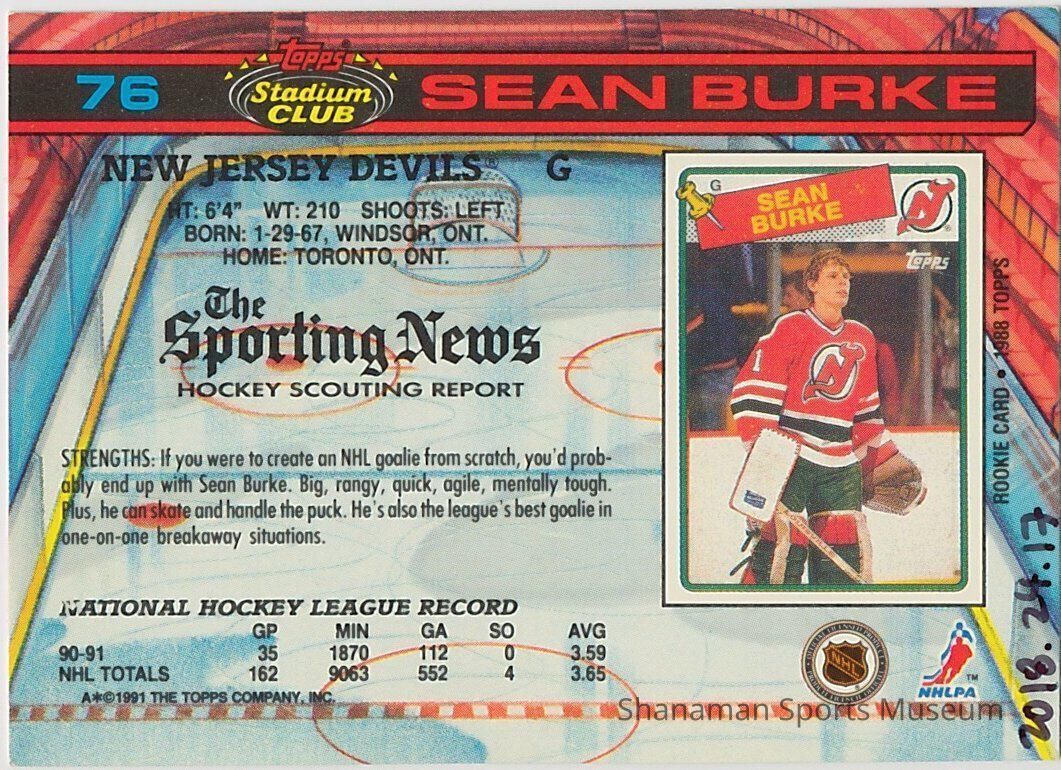 76
Topps
Stadium
CLUB
SEAN BURKE
NEW JERSEY DEVILS® G
HT: 6'4" WT: 210 SHOOTS: LEFT
BORN: 1-29-67, WINDSOR, ONT.
HOME: TORONTO, ONT.
The
Sporting News
HOCKEY SCOUTING REPORT
STRENGTHS: If you were to create an NHL goalie from scratch, you'd prob-
ably end up with Sean Burke. Big, rangy, quick, agile, mentally tough.
Plus, he can skate and handle the puck. He's also the league's best goalie in
one-on-one breakaway situations.
NATIONAL HOCKEY LEAGUE RECORD
GP MIN GA SO AVG
90-91 35 1870 112 0 3.59
NHL TOTALS 162 9063 552 4 3.65
A*©1991 THE TOPPS COMPANY, INC.
G
SEAN
BURKE
Topps
1
ROOKIE CARD • 1988 TOPPS
NHL
NHLPA™
2018.24.17
Shanaman Sports Museum